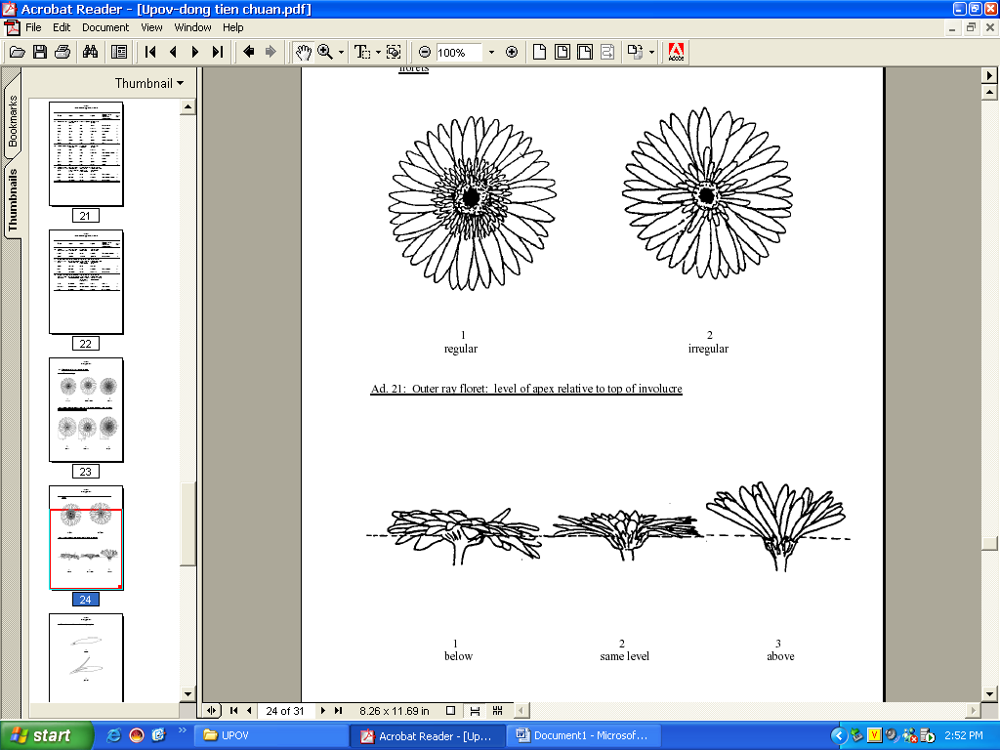 Acrobat Reader - [Upov-dong tien chuan.pdf]
File Edit Document View Window Help
100%
Adobe
Bookmarks
Thumbnails
Thumbnail
21
22
23
24
florets
1 2
regular irregular
Ad. 21: Outer ray floret: level of apex relative to top of involucre
1 2 3
below same level above
24 of 31 8.26 x 11.69 in
start UPOV Acrobat Reader - [Up... Document1 - Microsof... V 2:52 PM